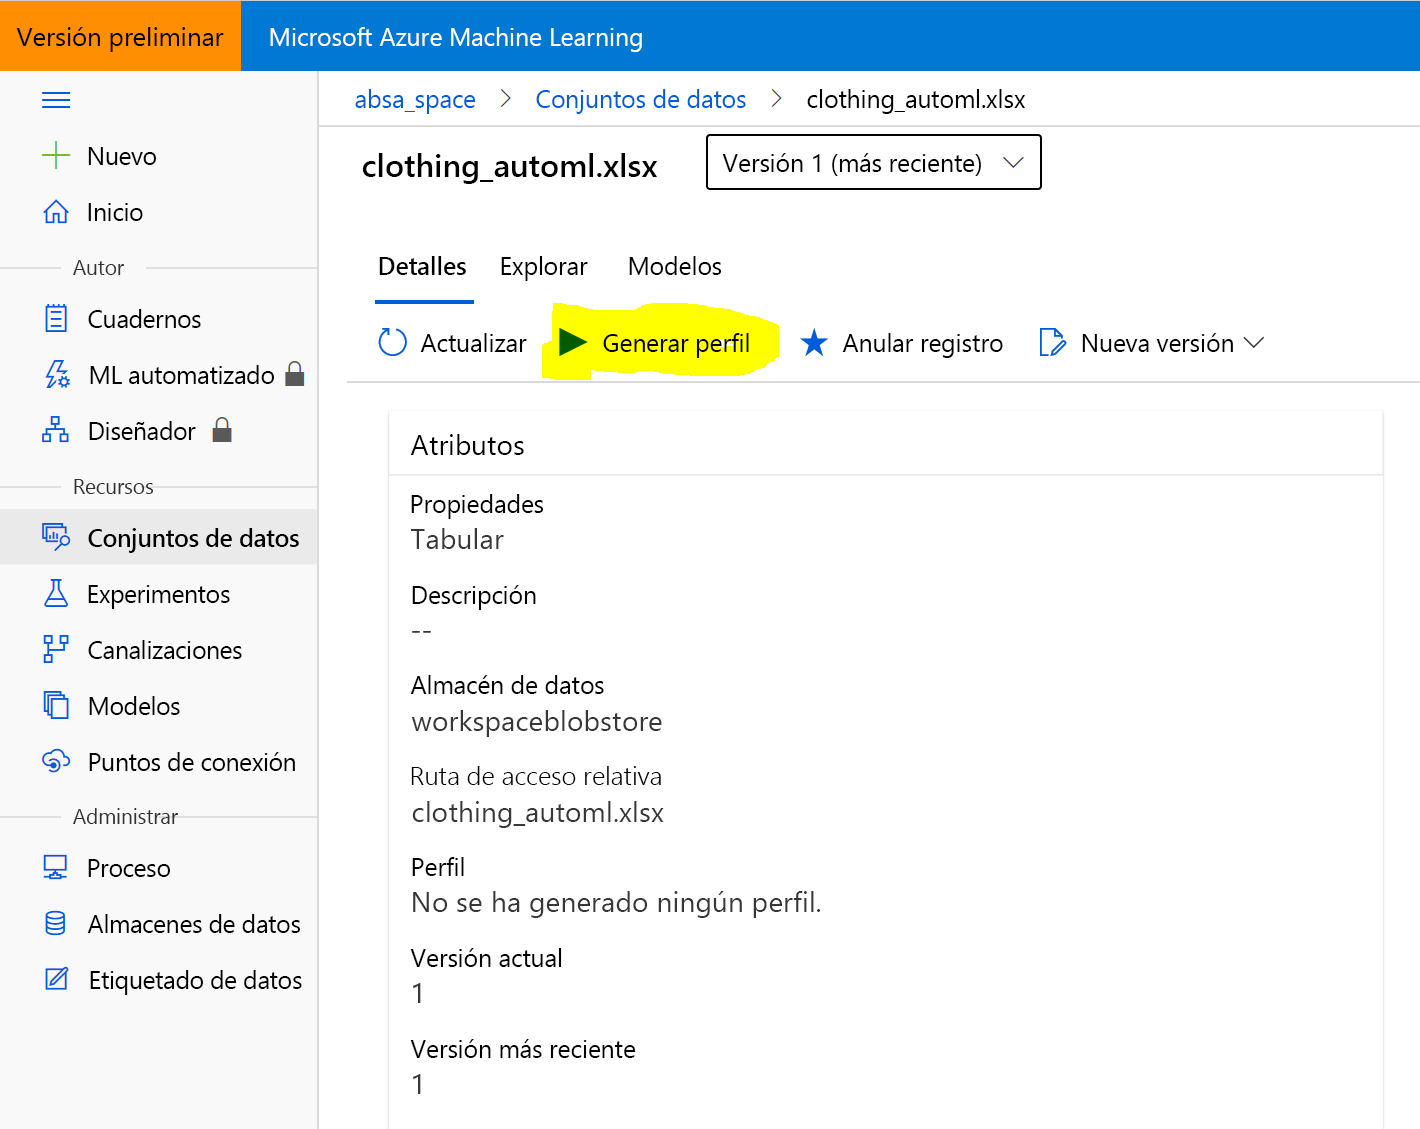 Versión preliminar
Microsoft Azure Machine Learning
absa_space > Conjuntos de datos > clothing_automl.xlsx
Nuevo
Inicio
Autor
Cuadernos
ML automatizado
Diseñador
Recursos
Conjuntos de datos
Experimentos
Canalizaciones
Modelos
Puntos de conexión
Administrar
Proceso
Almacenes de datos
Etiquetado de datos
clothing_automl.xlsx
Versión 1 (más reciente)
Detalles Explorar Modelos
Actualizar Generar perfil Anular registro Nueva versión
Atributos
Propiedades
Tabular
Descripción
--
Almacén de datos
workspaceblobstore
Ruta de acceso relativa
clothing_automl.xlsx
Perfil
No se ha generado ningún perfil.
Versión actual
1
Versión más reciente
1